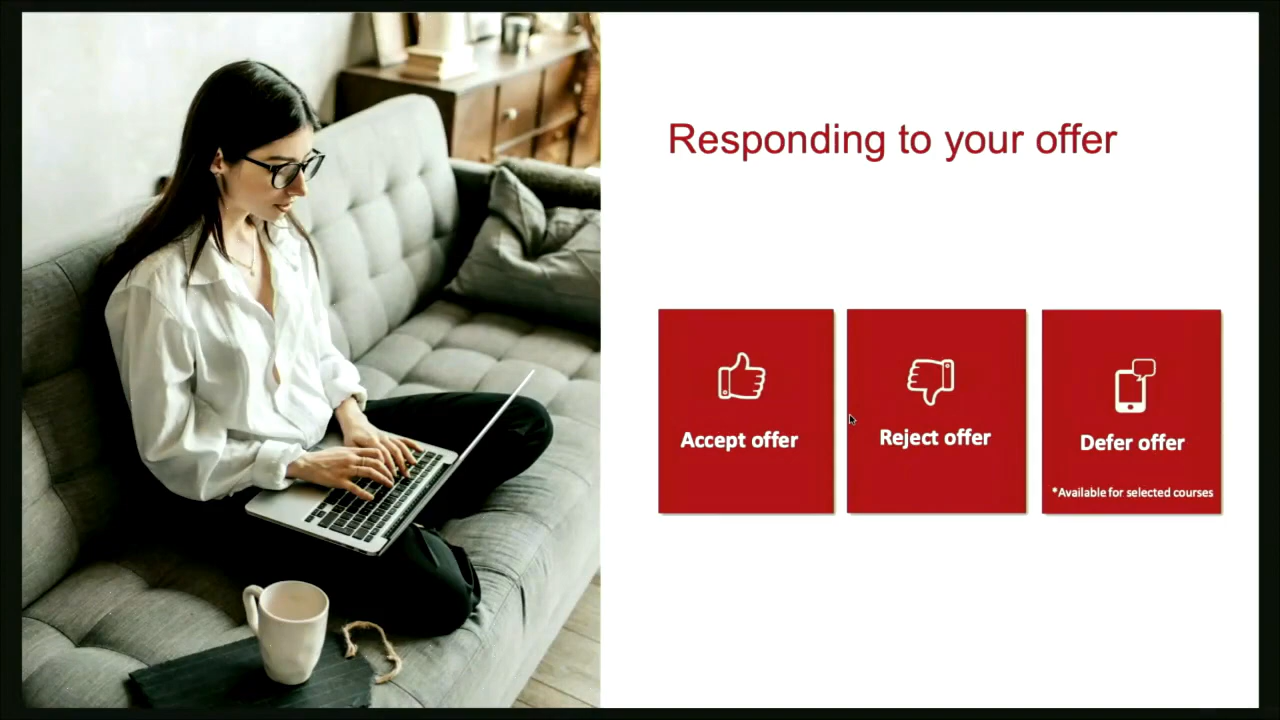 Responding to your offer
Accept offer
Reject offer
Defer offer
*Available for selected courses